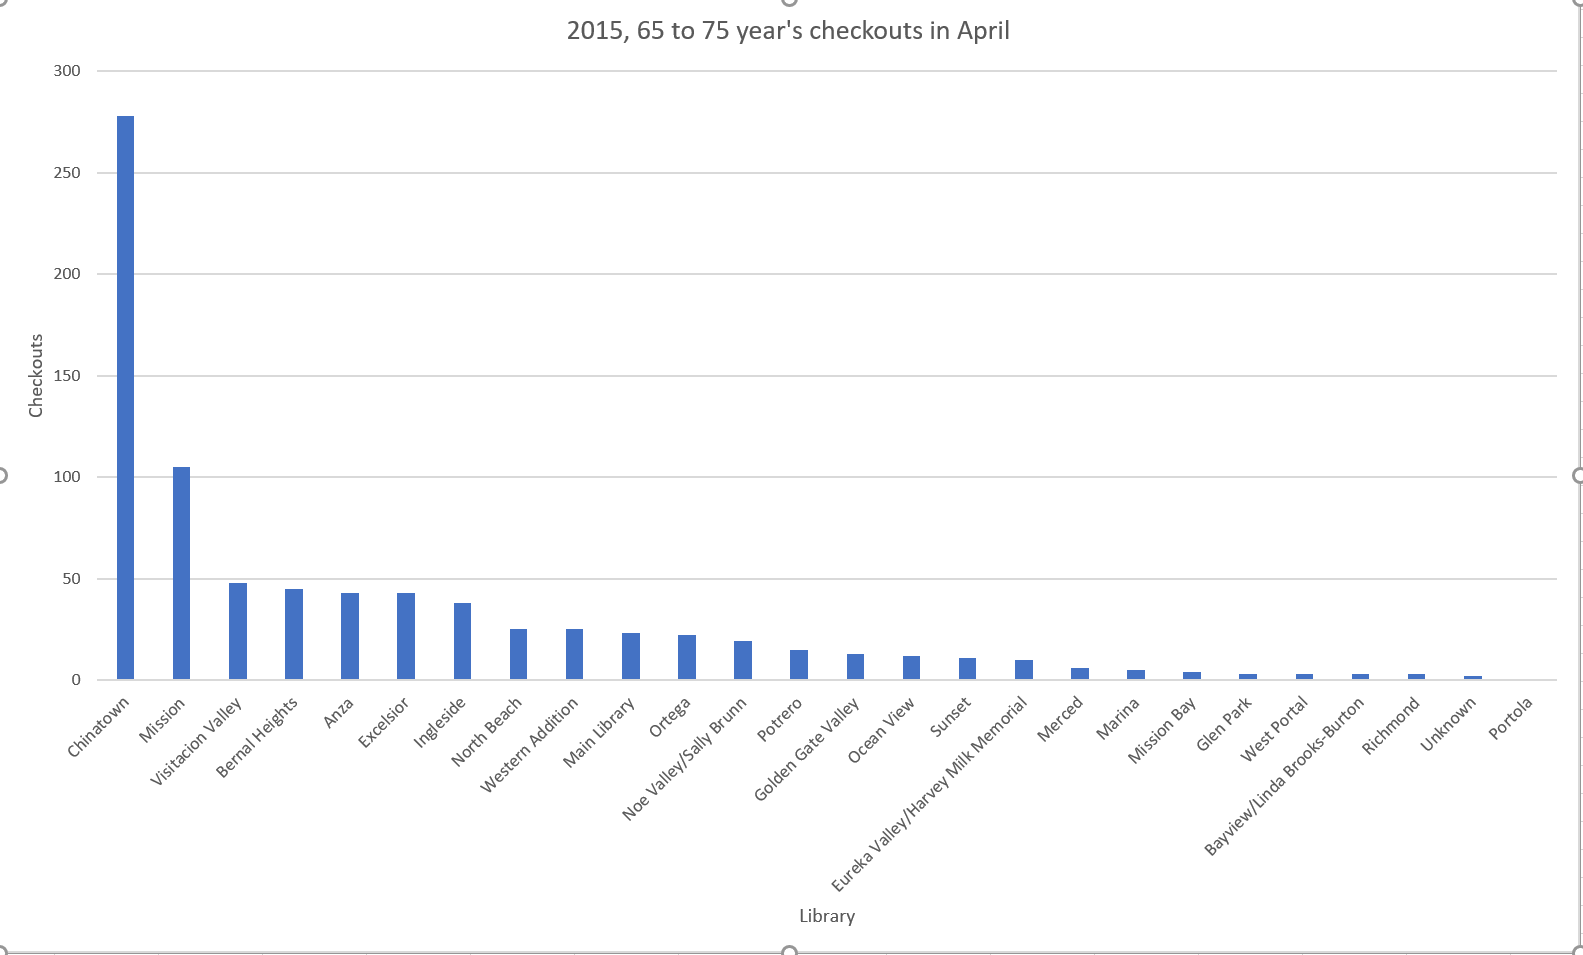 2015, 65 to 75 year's checkouts in April
300
250
200
150
100
50
0
Checkouts
Chinatown
Mission
Visitacion Valley
Bernal Heights
Anza
Excelsior
Ingleside
North Beach
Western Addition
Main Library
Ortega
Noe Valley/Sally Brunn
Potrero
Golden Gate Valley
Ocean View
Sunset
Eureka Valley/Harvey Milk Memorial
Merced
Marina
Mission Bay
Glen Park
West Portal
Bayview/Linda Brooks-Burton
Richmond
Unknown
Portola
Library